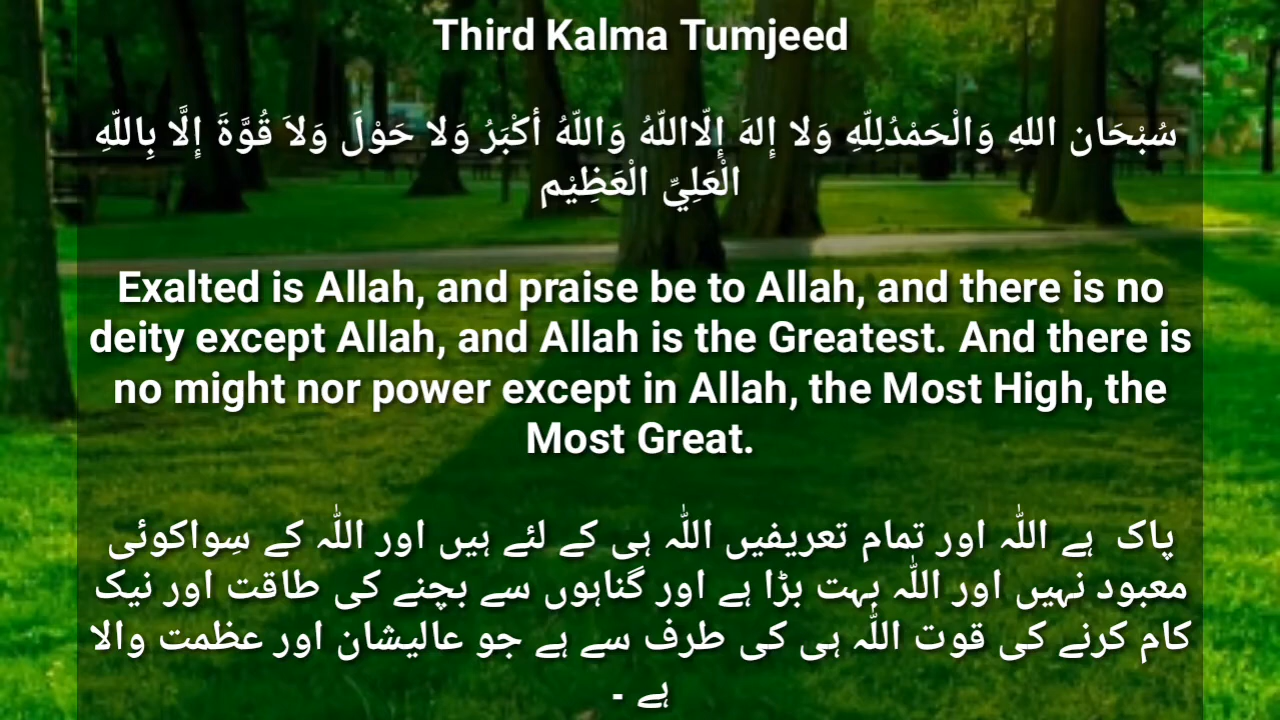 Third Kalma Tumjeed
سُبْحَان اللهِ وَالْحَمْدُلِلّهِ وَلا إِلهَ إِلّااللّهُ وَاللّهُ أكْبَرُ وَلا حَوْلَ وَلاَ قُوَّةَ إِلَّا بِاللّهِ
الْعَلِيِّ الْعَظِيْم
Exalted is Allah, and praise be to Allah, and there is no
deity except Allah, and Allah is the Greatest. And there is
no might nor power except in Allah, the Most High, the
Most Great.
پاک ہے اللّٰہ اور تمام تعریفیں اللّٰہ ہی کے لئے ہیں اور اللّٰہ کے سِواکوئی
معبود نہیں اور اللّٰہ بہت بڑا ہے اور گناہوں سے بچنے کی طاقت اور نیک
کام کرنے کی قوت اللّٰہ ہی کی طرف سے ہے جو عالیشان اور عظمت والا
ہے ۔